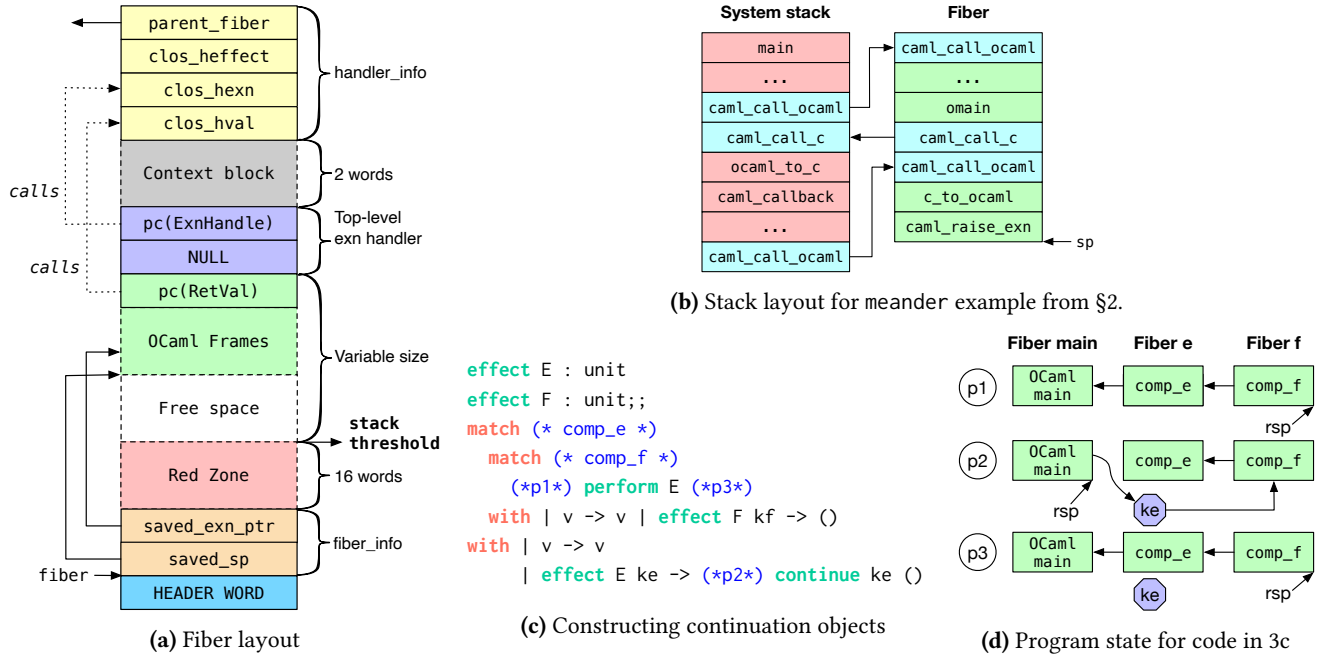 parent_fiber
clos_heffect
clos_hexn
clos_hval
handler_info
Context block
2 words
calls
pc(ExnHandle)
NULL
Top-level
exn handler
calls
pc(RetVal)
OCaml Frames
Variable size
Free space
stack
threshold
Red Zone
16 words
saved_exn_ptr
saved_sp
fiber_info
fiber
HEADER WORD
(a) Fiber layout
System stack
Fiber
main
...
caml_call_ocaml
caml_call_c
ocaml_to_c
caml_callback
...
caml_call_ocaml
caml_call_ocaml
...
omain
caml_call_c
caml_call_ocaml
c_to_ocaml
caml_raise_exn
sp
(b) Stack layout for meander example from §2.
effect E : unit
effect F : unit;;
match (* comp_e *)
match (* comp_f *)
(*p1*) perform E (*p3*)
with | v -> v | effect F kf -> ()
with | v -> v
| effect E ke -> (*p2*) continue ke ()
(c) Constructing continuation objects
Fiber main
Fiber e
Fiber f
p1
OCaml
main
comp_e
comp_f
rsp
p2
OCaml
main
comp_e
comp_f
rsp
ke
p3
OCaml
main
comp_e
comp_f
ke
rsp
(d) Program state for code in 3c